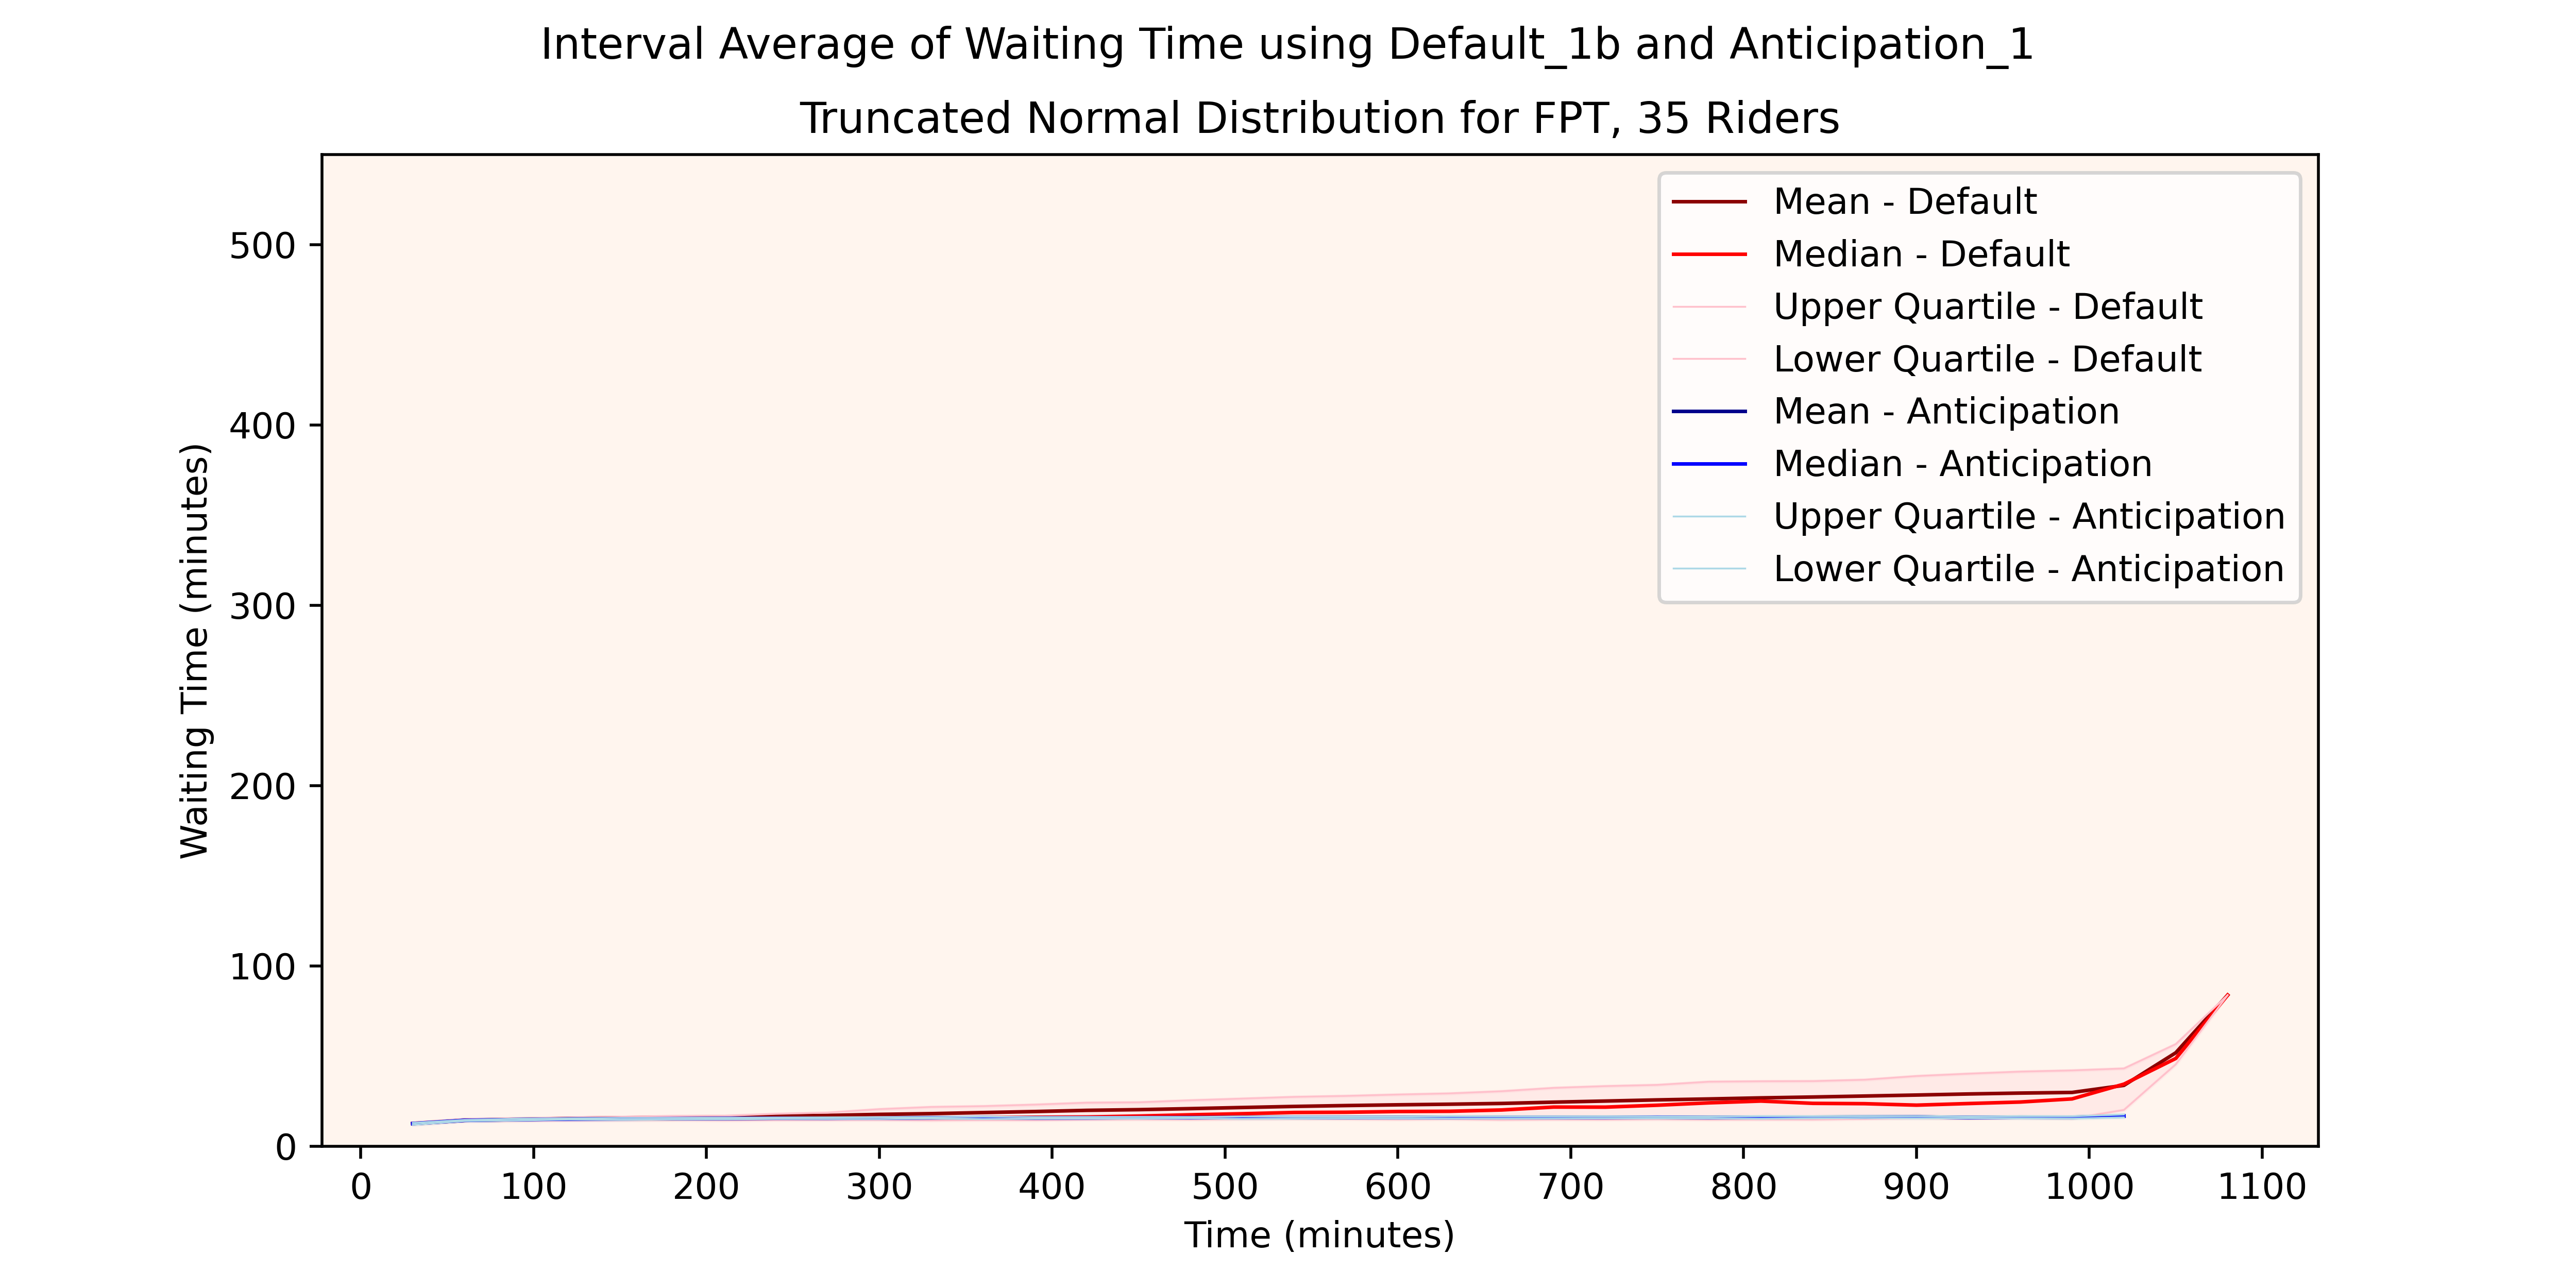 Interval Average of Waiting Time using Default_1b and Anticipation_1
Truncated Normal Distribution for FPT, 35 Riders
Mean - Default
Median - Default
Upper Quartile - Default
Lower Quartile - Default
Mean - Anticipation
Median - Anticipation
Upper Quartile - Anticipation
Lower Quartile - Anticipation
Waiting Time (minutes)
500
400
300
200
100
0
0 100 200 300 400 500 600 700 800 900 1000 1100
Time (minutes)